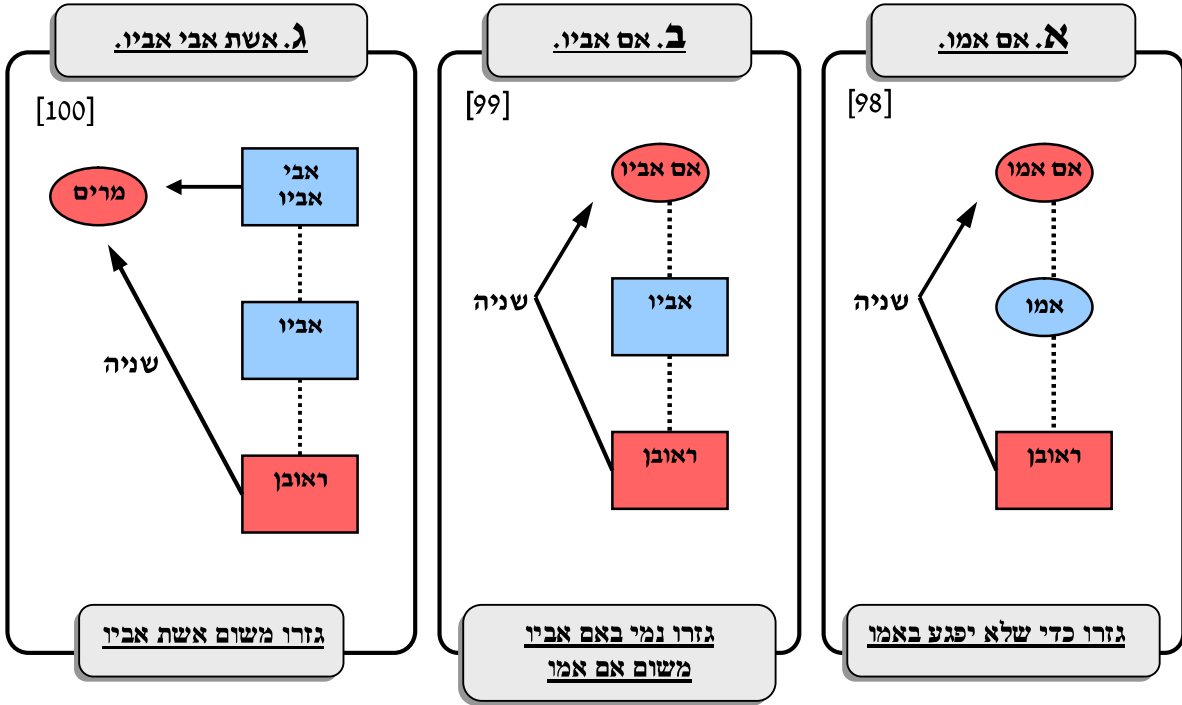 א. אם אמו.
[98]
אם אמו
שניה
אמו
ראובן
גזרו כדי שלא יפגע באמו
ב. אם אביו.
[99]
אם אביו
שניה
אביו
ראובן
גזרו נמי באם אביו
משום אם אמו
ג. אשת אבי אביו.
[100]
אבי
אביו
מרים
אביו
שניה
ראובן
גזרו משום אשת אביו